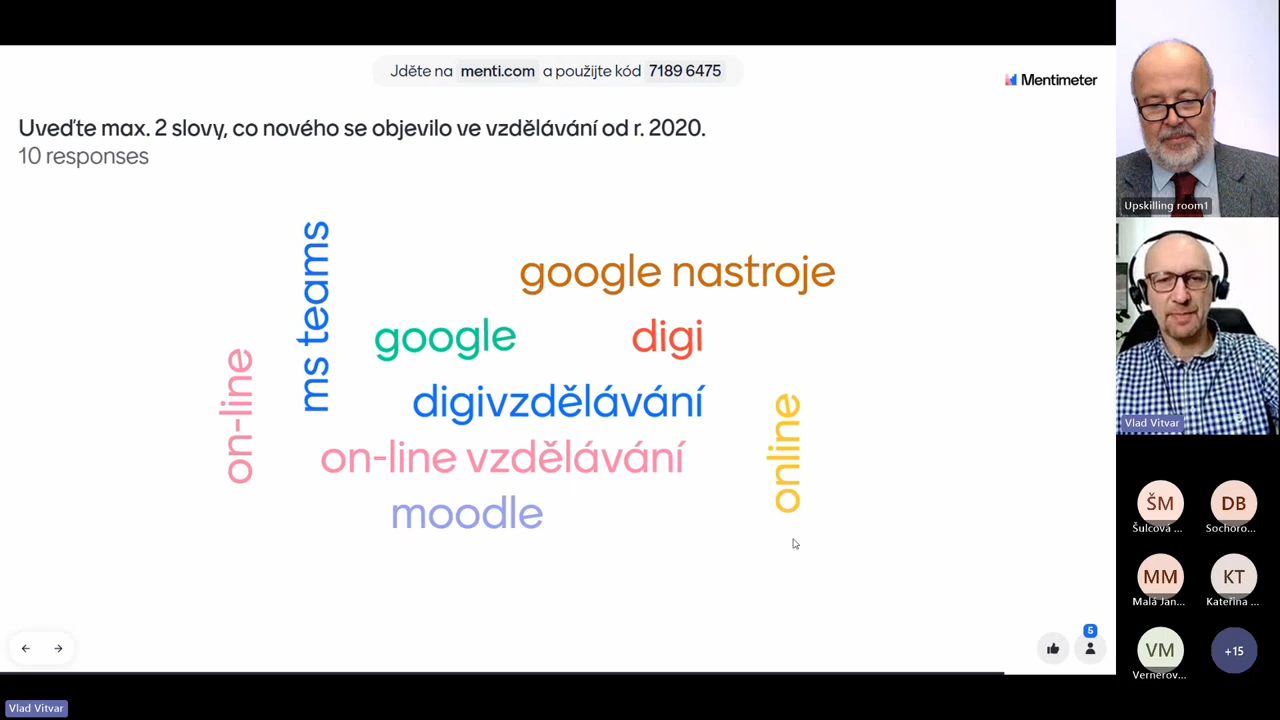 Jděte na menti.com a použijte kód 7189 6475
Mentimeter
Uveďte max. 2 slovy, co nového se objevilo ve vzdělávání od r. 2020.
10 responses
ms teams
google nastroje
google
digi
on-line
digivzdělávání
online
on-line vzdělávání
moodle
5
Upskilling room1
Vlad Vitvar
ŠM
Šulcová ...
DB
Sochoro...
MM
Malá Jan...
KT
Kateřina ...
VM
Vernerov...
+15
Vlad Vitvar